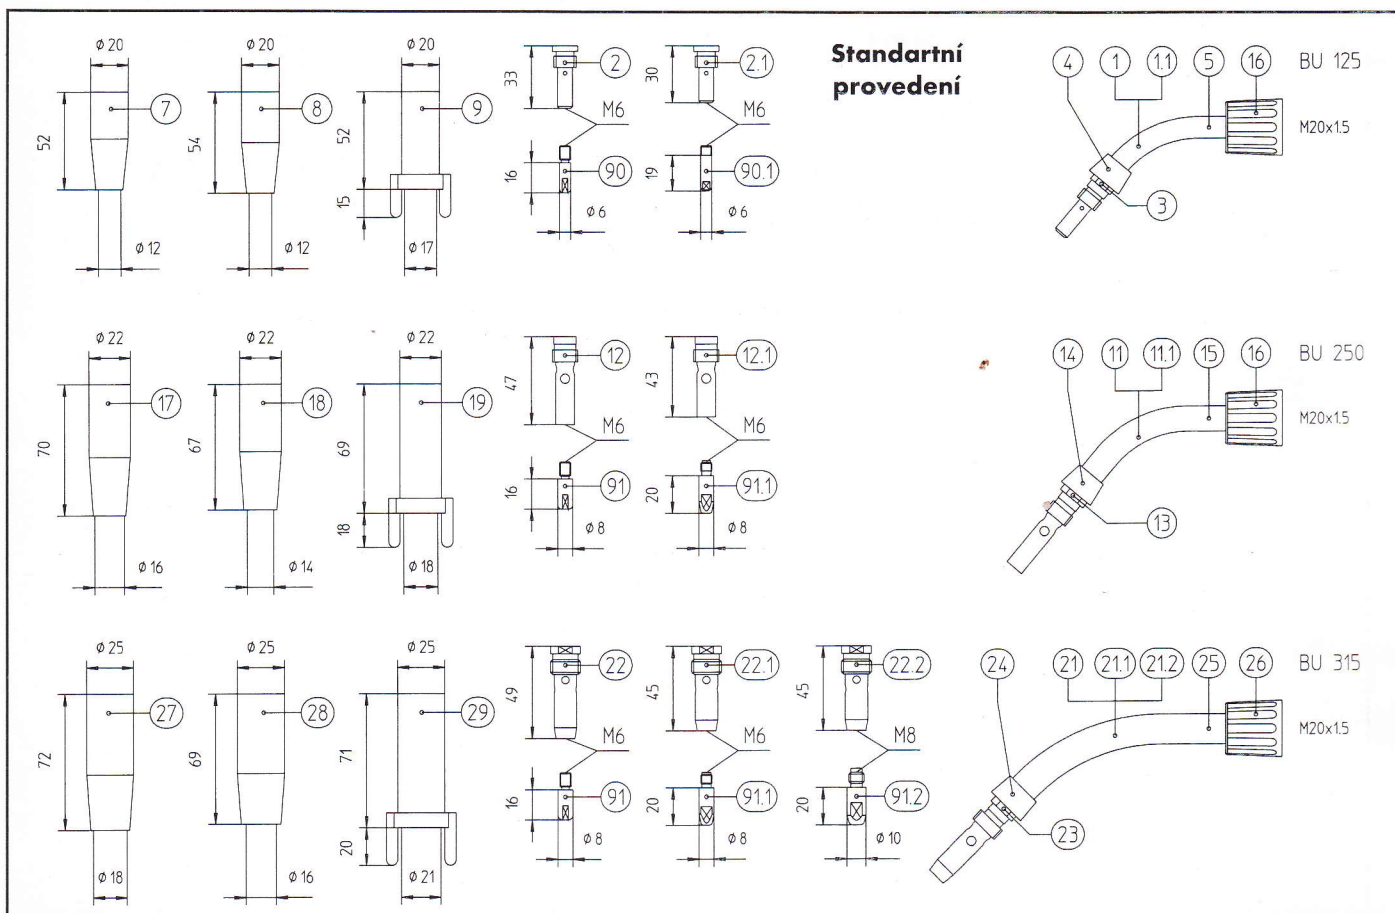 Standartní
provedení
ϕ 20 ϕ 20 ϕ 20
33 2 30 2.1
4 1 1.1 5 16 BU 125
52 7 54 8 52 9
M6 M6
M20x1.5
16 90 19 90.1
15
3
ϕ 6 ϕ 6
ϕ 12 ϕ 12 ϕ 17
ϕ 22 ϕ 22 ϕ 22
47 12 43 12.1
14 11 11.1 15 16 BU 250
70 17 67 18 69 19
M6 M6
M20x1.5
16 91 20 91.1
18
13
ϕ 8 ϕ 8
ϕ 16 ϕ 14 ϕ 18
ϕ 25 ϕ 25 ϕ 25
49 22 45 22.1 45 22.2
24 21 21.1 21.2 25 26 BU 315
72 27 69 28 71 29
M6 M6 M8
M20x1.5
16 91 20 91.1 20 91.2
20
23
ϕ 8 ϕ 8 ϕ 10
ϕ 18 ϕ 16 ϕ 21